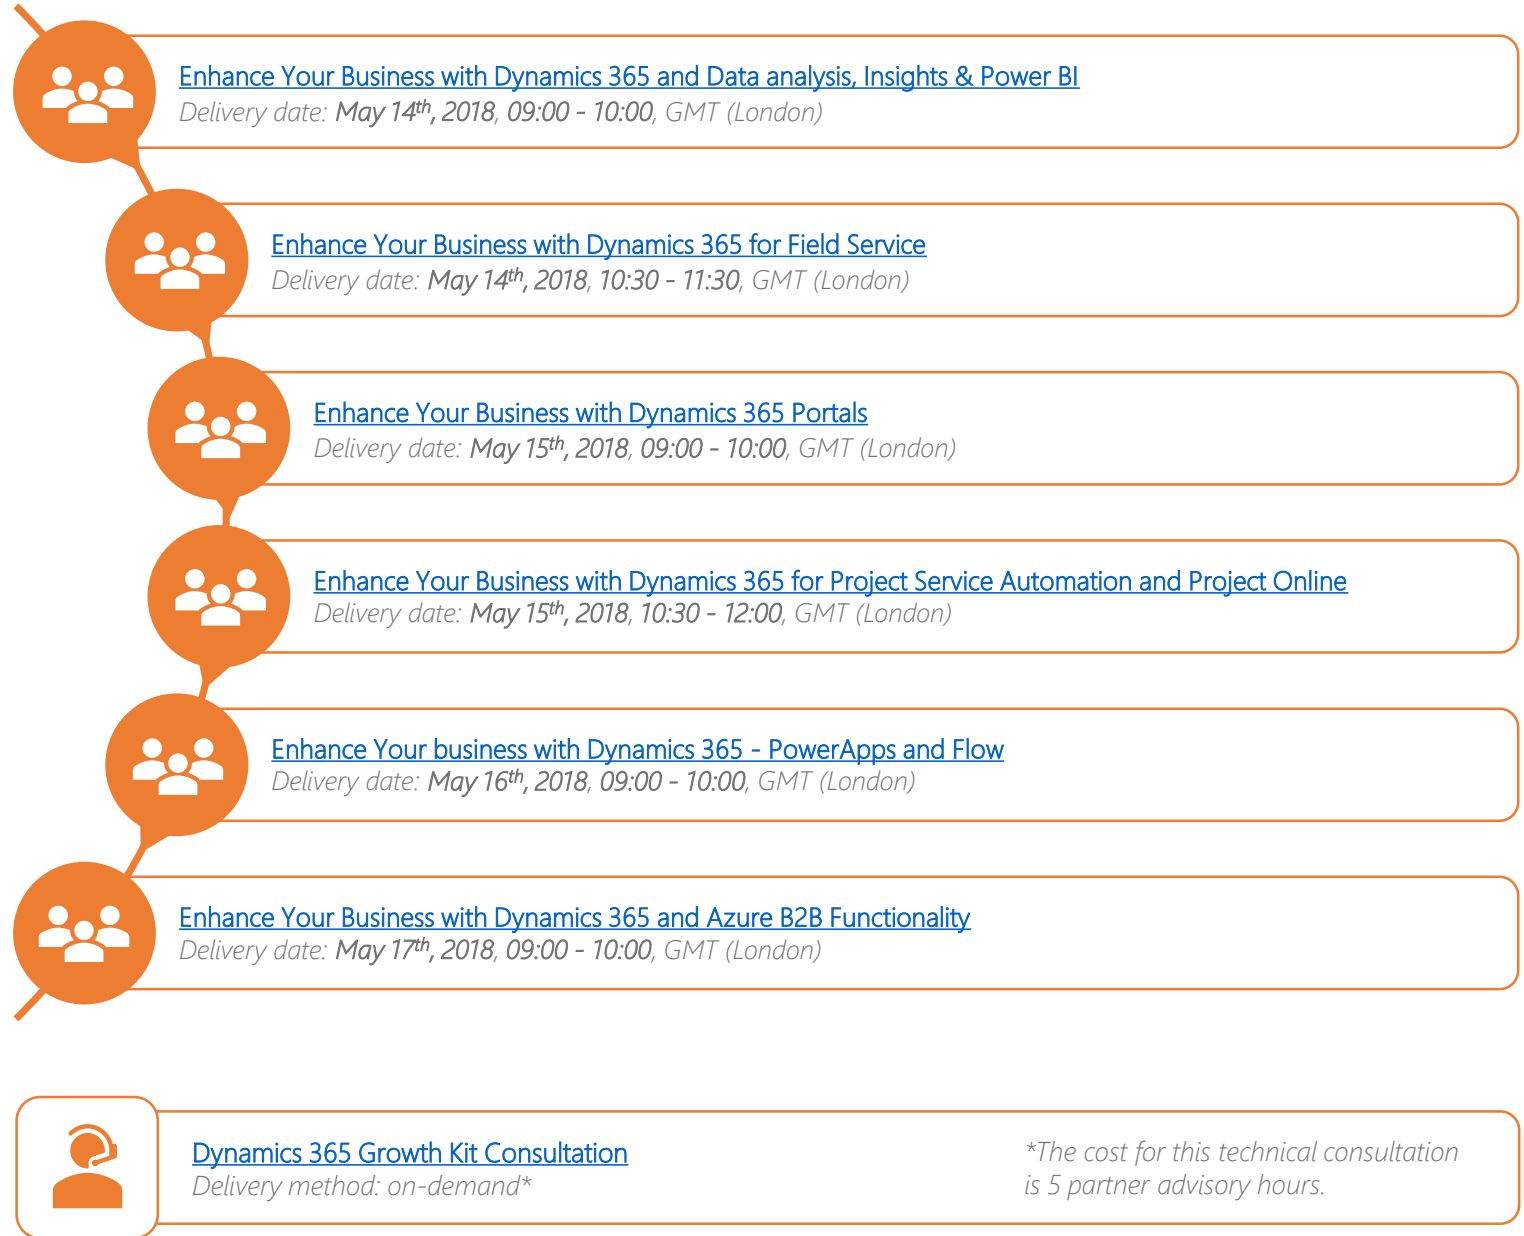 Enhance Your Business with Dynamics 365 and Data analysis, Insights & Power BI
Delivery date: May 14th, 2018, 09:00 - 10:00, GMT (London)
Enhance Your Business with Dynamics 365 for Field Service
Delivery date: May 14th, 2018, 10:30 - 11:30, GMT (London)
Enhance Your Business with Dynamics 365 Portals
Delivery date: May 15th, 2018, 09:00 - 10:00, GMT (London)
Enhance Your Business with Dynamics 365 for Project Service Automation and Project Online
Delivery date: May 15th, 2018, 10:30 - 12:00, GMT (London)
Enhance Your business with Dynamics 365 - PowerApps and Flow
Delivery date: May 16th, 2018, 09:00 - 10:00, GMT (London)
Enhance Your Business with Dynamics 365 and Azure B2B Functionality
Delivery date: May 17th, 2018, 09:00 - 10:00, GMT (London)
Dynamics 365 Growth Kit Consultation
Delivery method: on-demand*
*The cost for this technical consultation
is 5 partner advisory hours.